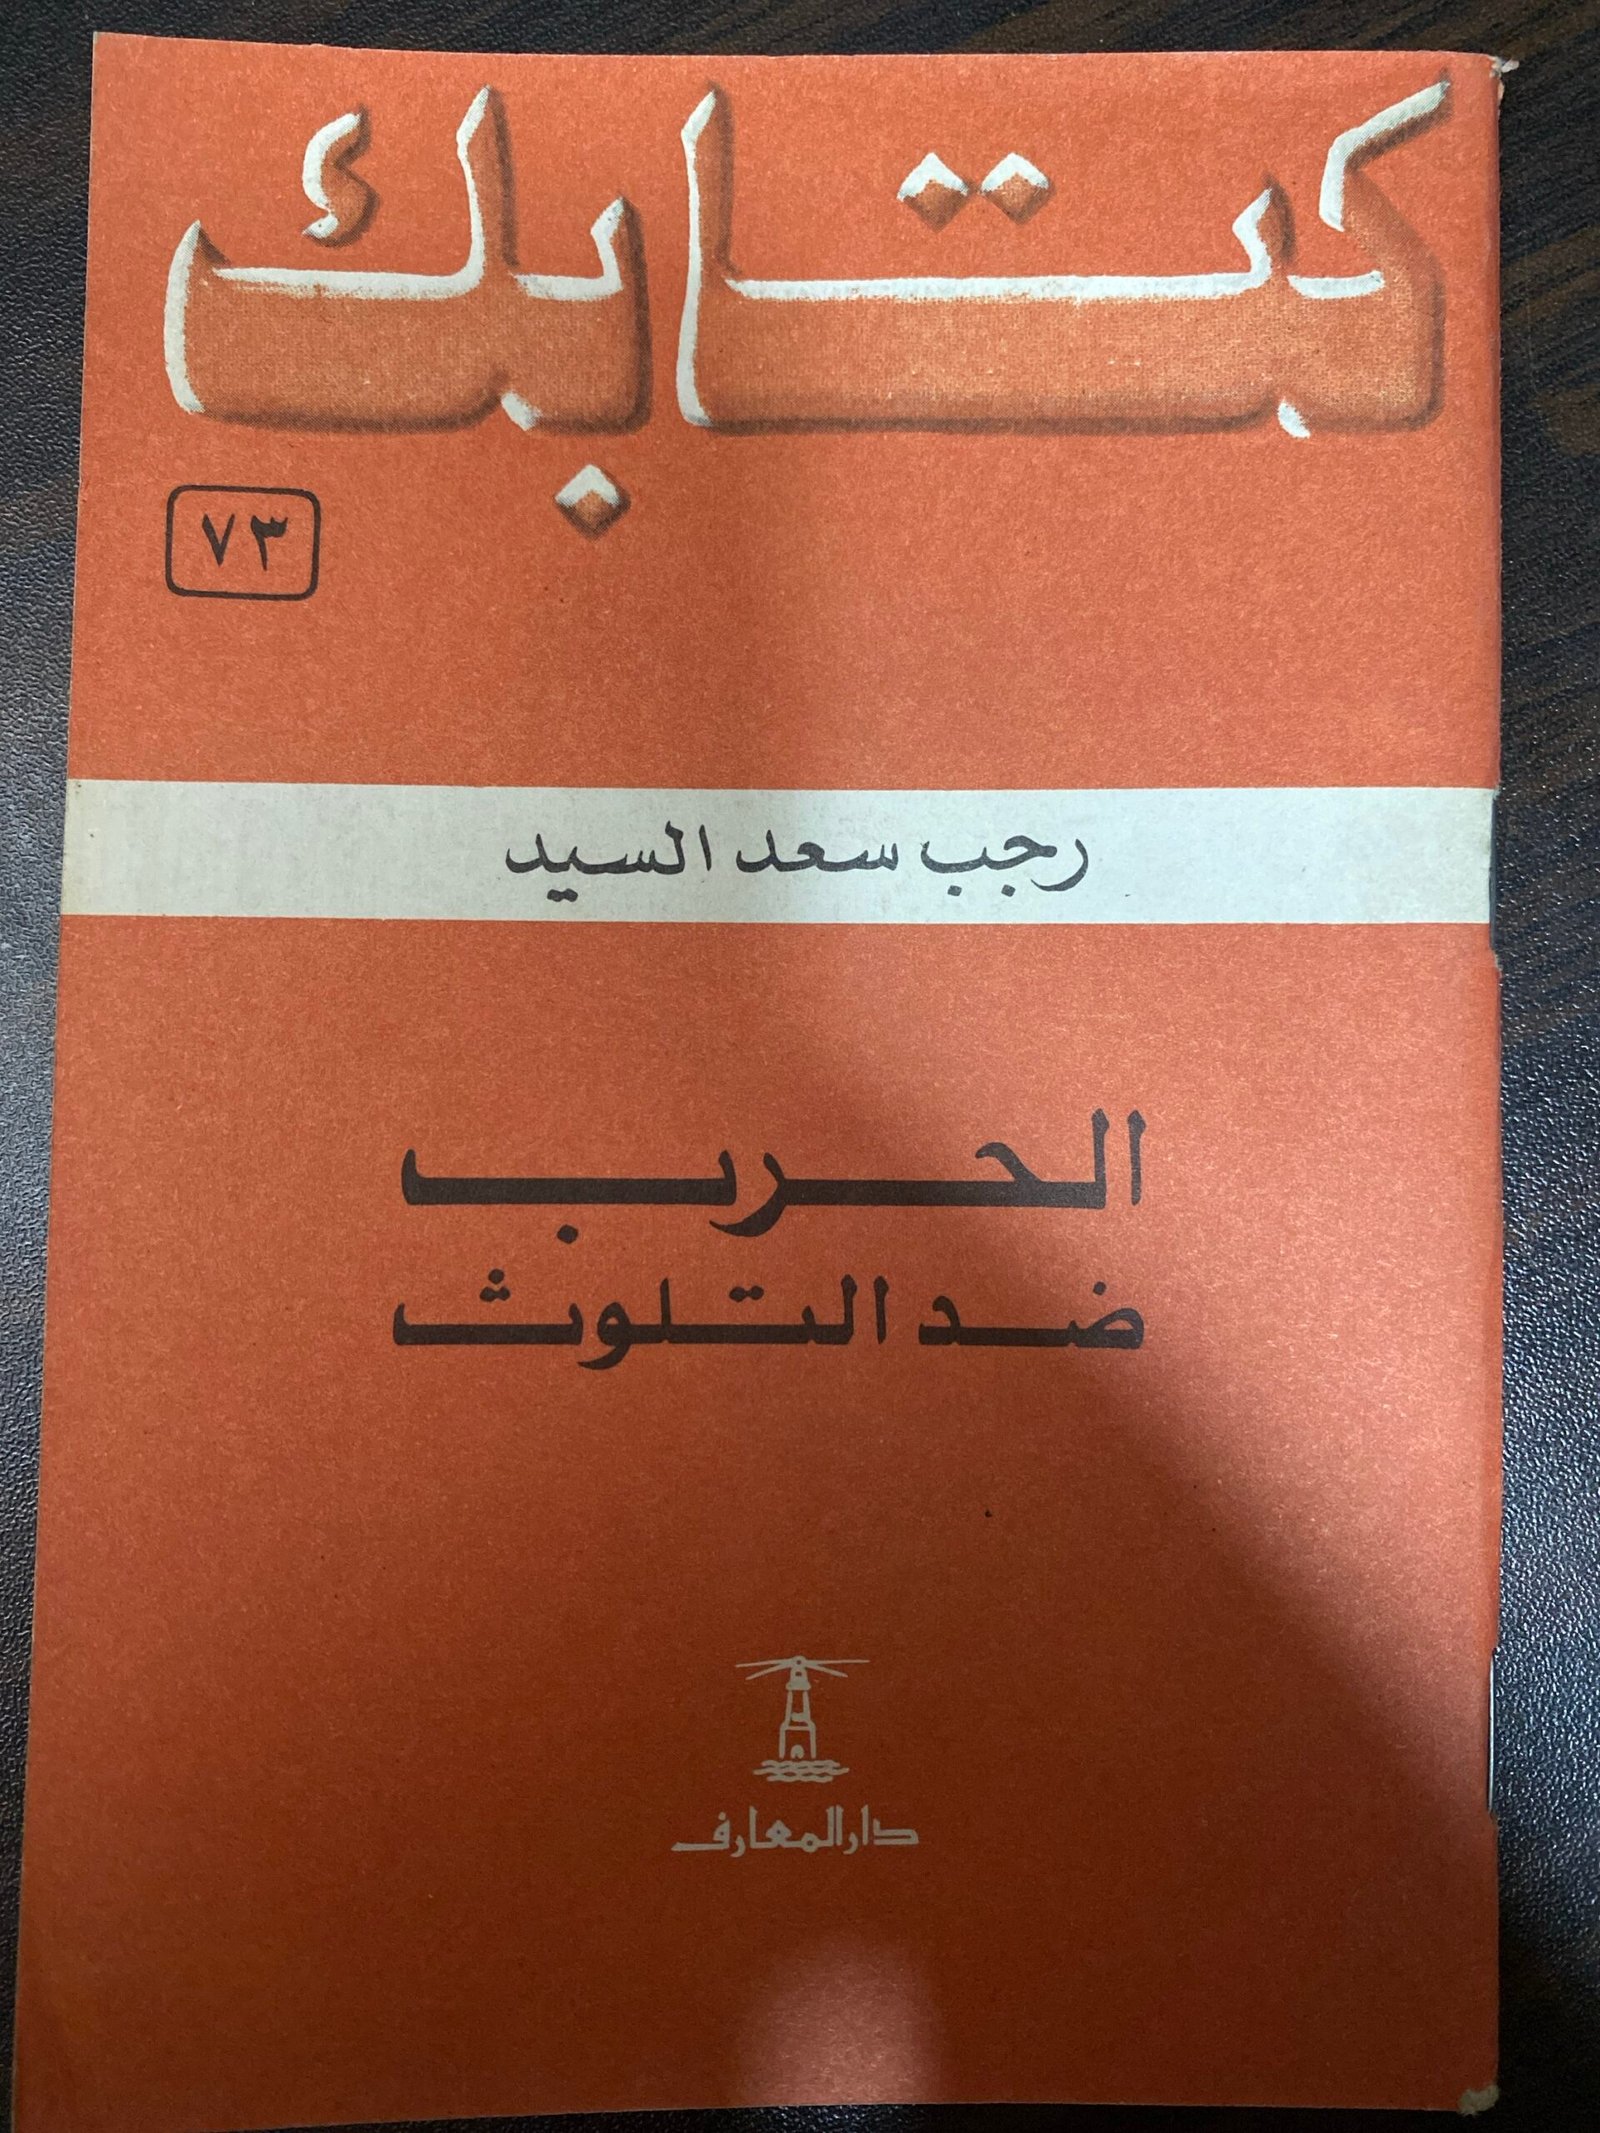 كتابك
٧٣
رجب سعد السيد
الحرب
ضد التلوث
دار المعارف